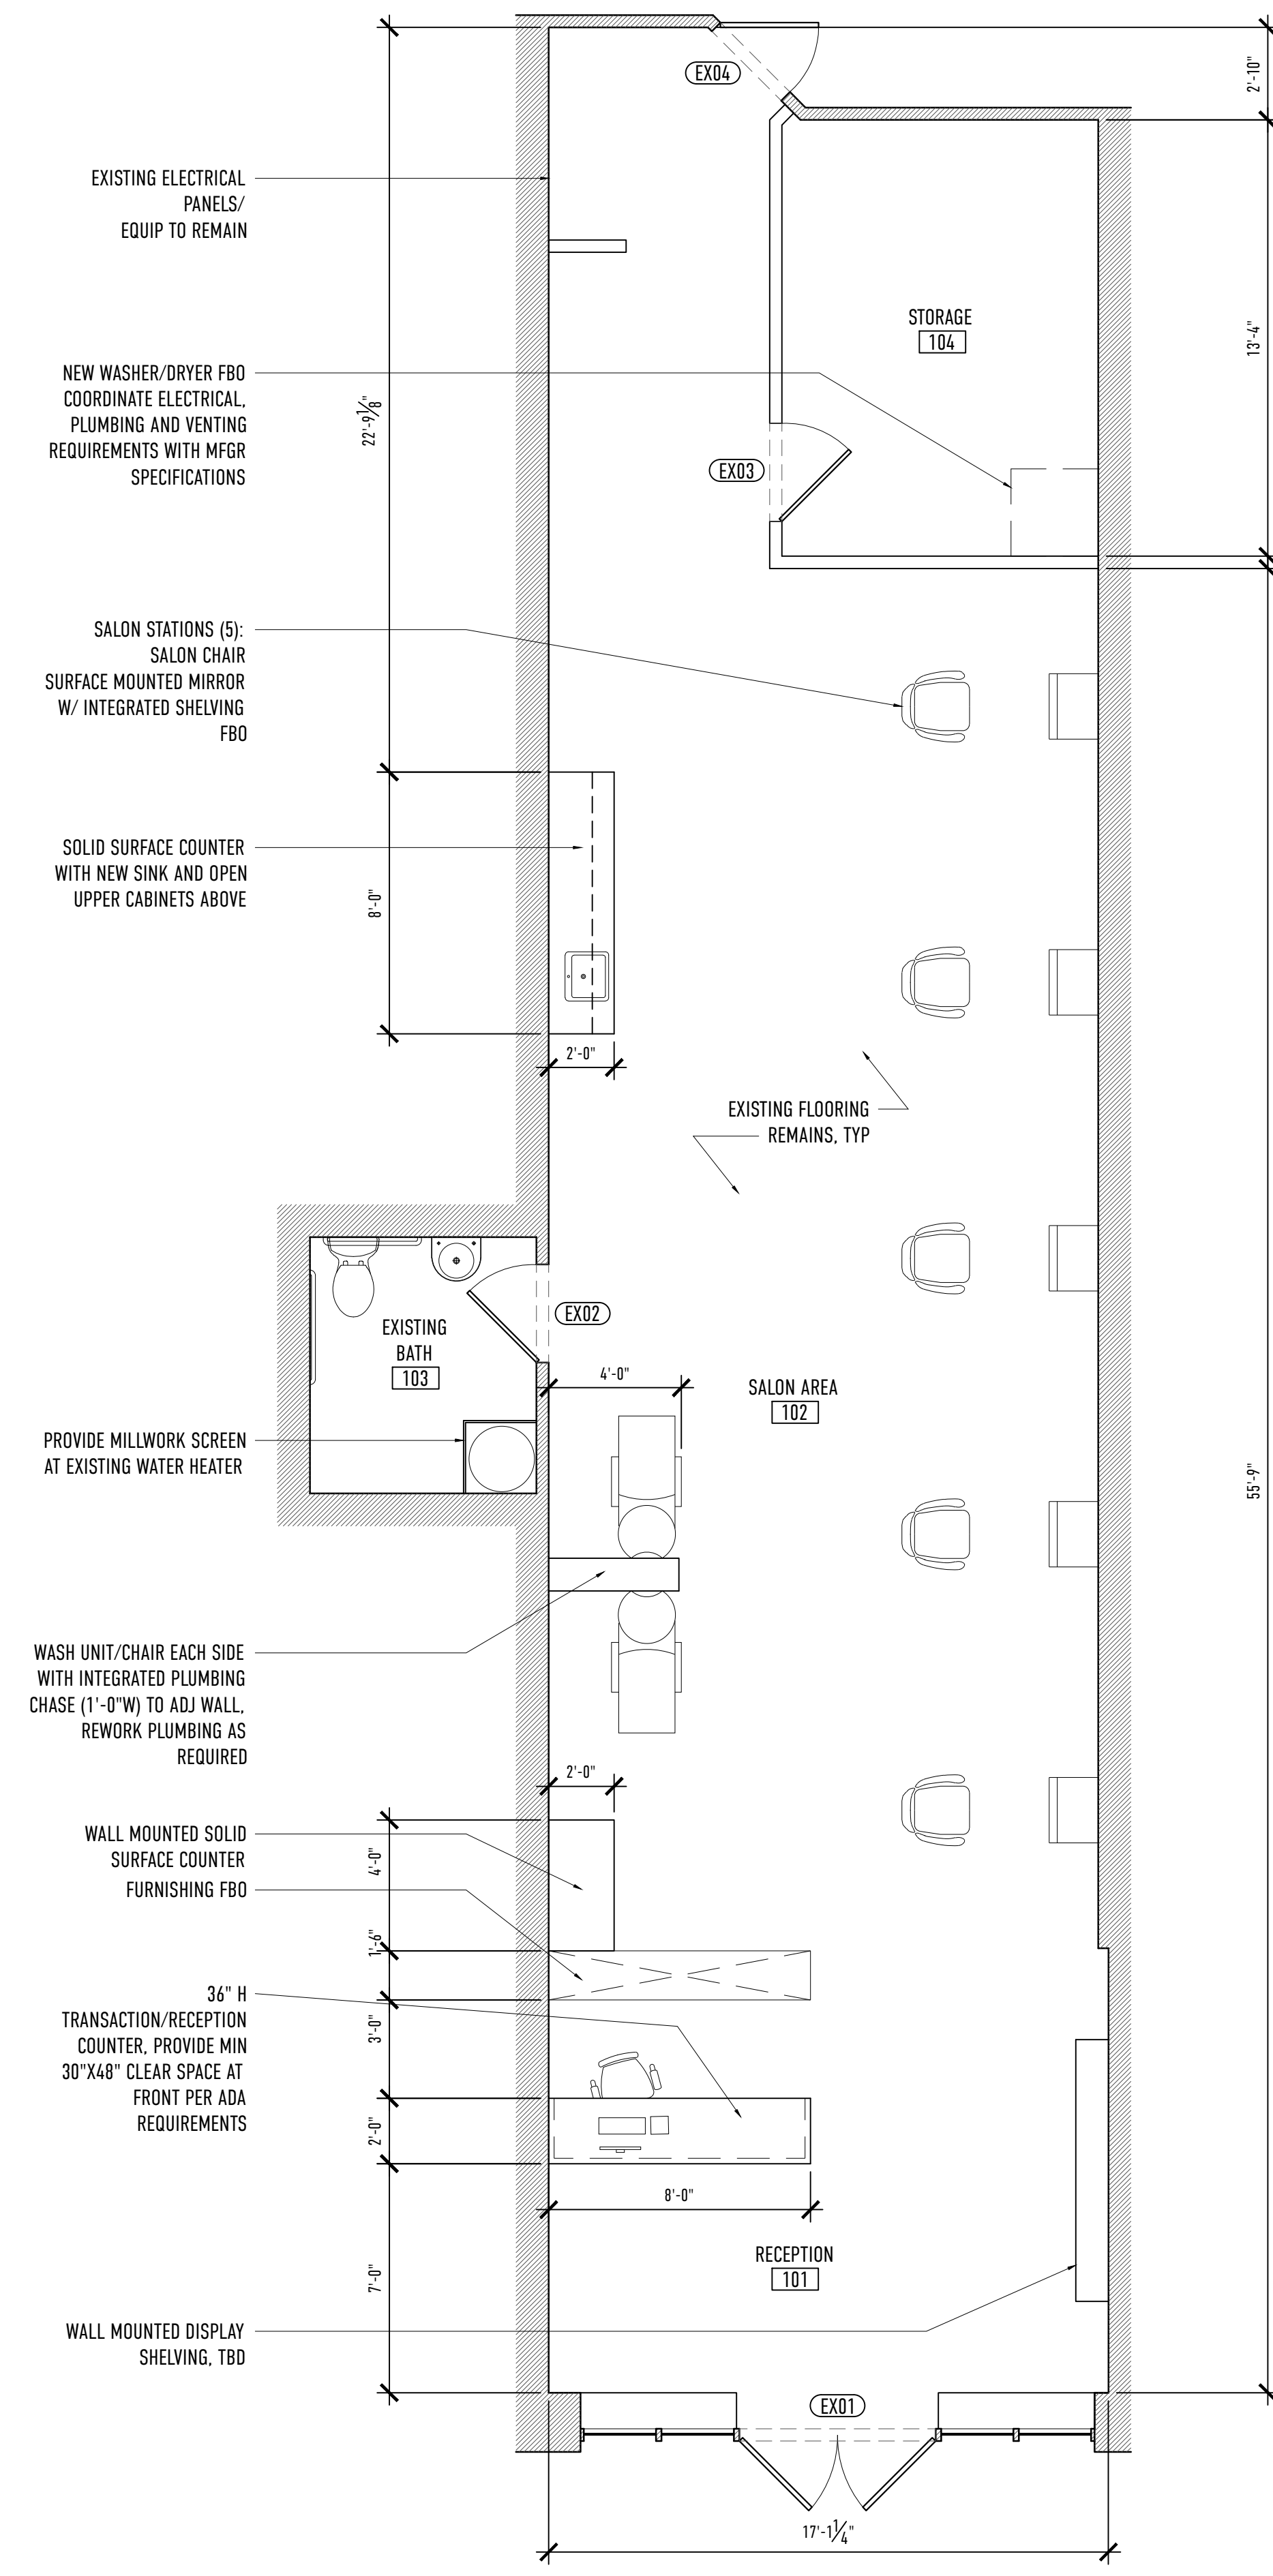 EX04
2'-10"
EXISTING ELECTRICAL
PANELS/
EQUIP TO REMAIN
STORAGE
104
13'-4"
NEW WASHER/DRYER FBO
COORDINATE ELECTRICAL,
PLUMBING AND VENTING
REQUIREMENTS WITH MFGR
SPECIFICATIONS
22'-9 1/8"
EX03
SALON STATIONS (5):
SALON CHAIR
SURFACE MOUNTED MIRROR
W/ INTEGRATED SHELVING
FBO
SOLID SURFACE COUNTER
WITH NEW SINK AND OPEN
UPPER CABINETS ABOVE
8'-0"
2'-0"
EXISTING FLOORING
REMAINS, TYP
EX02
EXISTING
BATH
103
4'-0"
SALON AREA
102
PROVIDE MILLWORK SCREEN
AT EXISTING WATER HEATER
55'-9"
WASH UNIT/CHAIR EACH SIDE
WITH INTEGRATED PLUMBING
CHASE (1'-0"W) TO ADJ WALL,
REWORK PLUMBING AS
REQUIRED
2'-0"
WALL MOUNTED SOLID
SURFACE COUNTER
4'-0"
FURNISHING FBO
1'-6"
36" H
TRANSACTION/RECEPTION
COUNTER, PROVIDE MIN
30"X48" CLEAR SPACE AT
FRONT PER ADA
REQUIREMENTS
3'-0"
2'-0"
8'-0"
RECEPTION
101
7'-0"
WALL MOUNTED DISPLAY
SHELVING, TBD
EX01
17'-1 1/4"